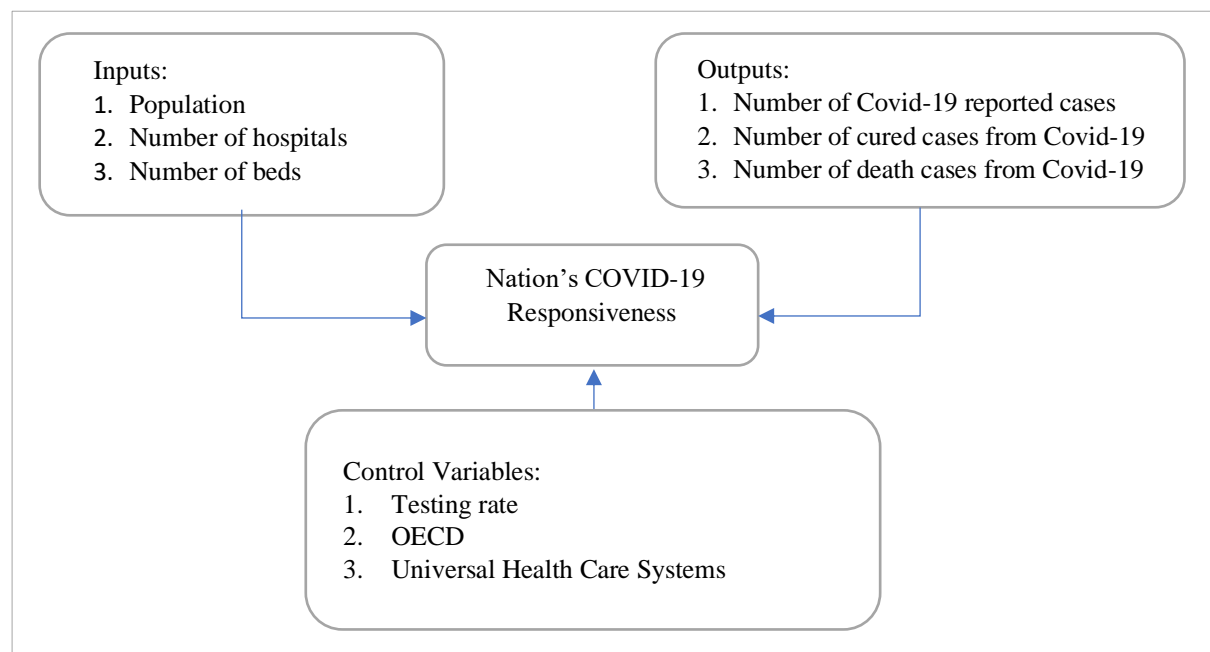 Inputs:
1. Population
2. Number of hospitals
3. Number of beds
Outputs:
1. Number of Covid-19 reported cases
2. Number of cured cases from Covid-19
3. Number of death cases from Covid-19
Nation’s COVID-19
Responsiveness
Control Variables:
1. Testing rate
2. OECD
3. Universal Health Care Systems